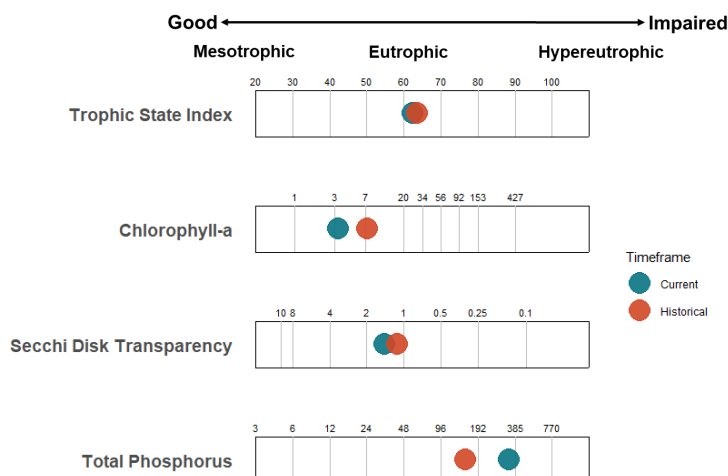 Good Impaired
Mesotrophic Eutrophic Hypereutrophic
20 30 40 50 60 70 80 90 100
Trophic State Index
1 3 7 20 34 56 92 153 427
Chlorophyll-a
Timeframe
Current
Historical
10 8 4 2 1 0.5 0.25 0.1
Secchi Disk Transparency
3 6 12 24 48 96 192 385 770
Total Phosphorus